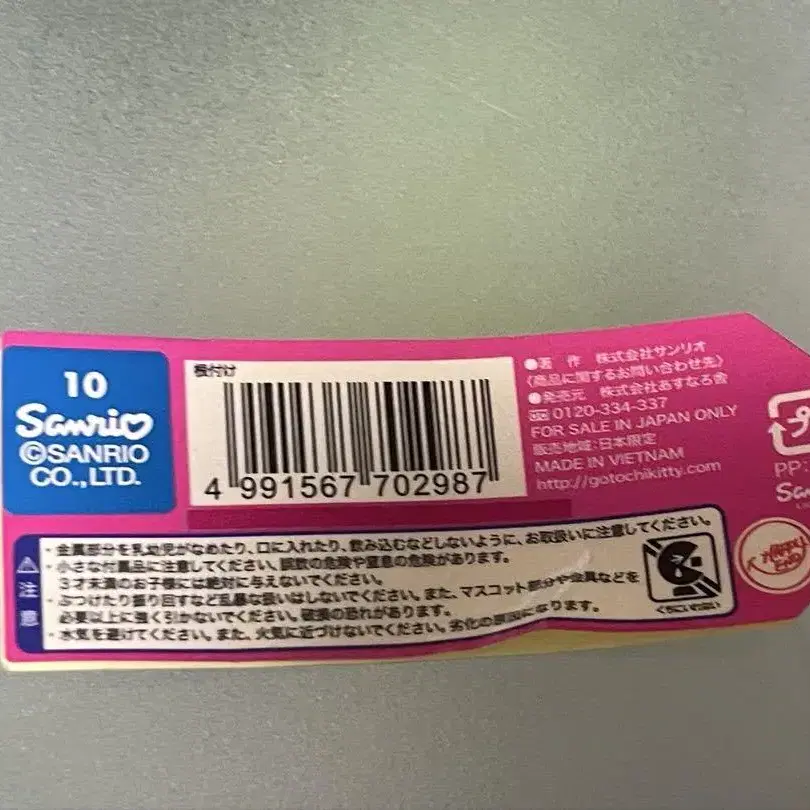 10
Sanrio
©SANRIO
CO.,LTD.
根付け
4 991567 702987
●著 作 株式会社サンリオ
〈商品に関するお問い合わせ先〉
●発売元 株式会社あすなろ舎
0120-334-337
FOR SALE IN JAPAN ONLY
販売地域:日本限定
MADE IN VIETNAM
http://gotochikitty.com
プ
PP
San
注意
・金属部分を乳幼児がなめたり、口に入れたり、飲み込むなどしないように、お取扱いに注意してください。
・小さな付属品に注意してください。誤飲の危険や窒息の危険があります。
3才未満のお子様には絶対に与えないでください。
・ぶつけたり振り回すなど乱暴な扱いはしないでください。また、マスコット部分や金具などを
必要以上に強く引かないでください。破損の恐れがあります。
・水気を避けてください。また、火気に近づけないでください。劣化の原因になります。
くちにいれない